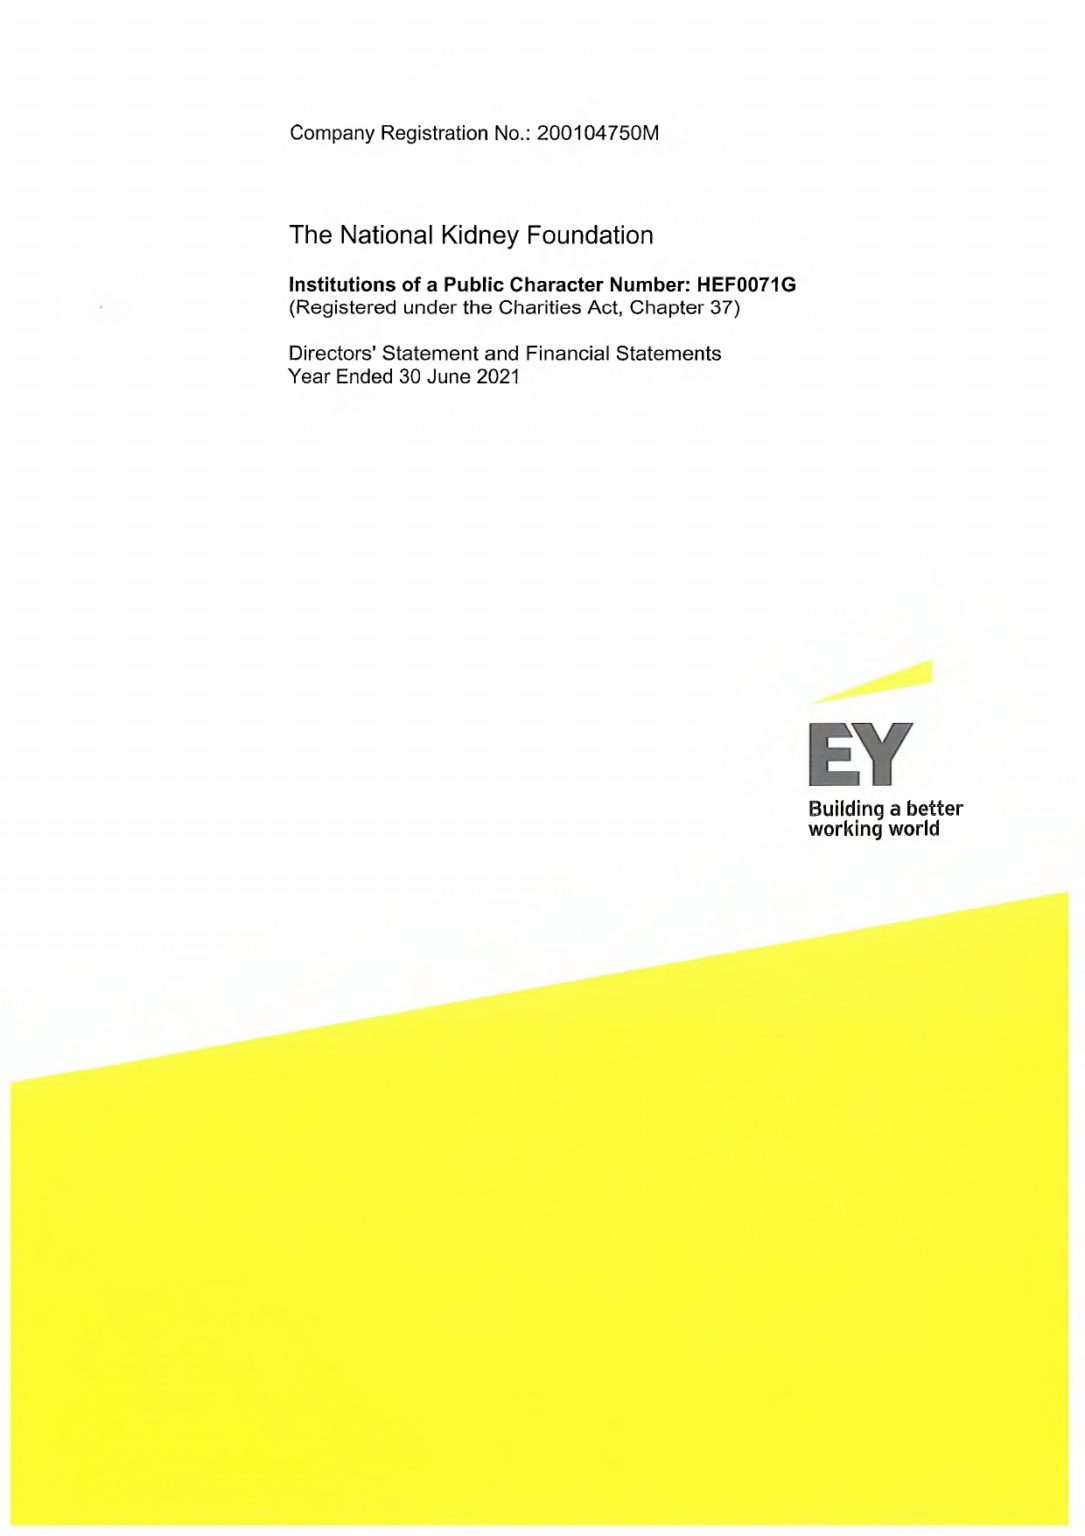 Company Registration No.: 200104750M
The National Kidney Foundation
Institutions of a Public Character Number: HEF0071G
(Registered under the Charities Act, Chapter 37)
Directors' Statement and Financial Statements
Year Ended 30 June 2021
EY
Building a better
working world